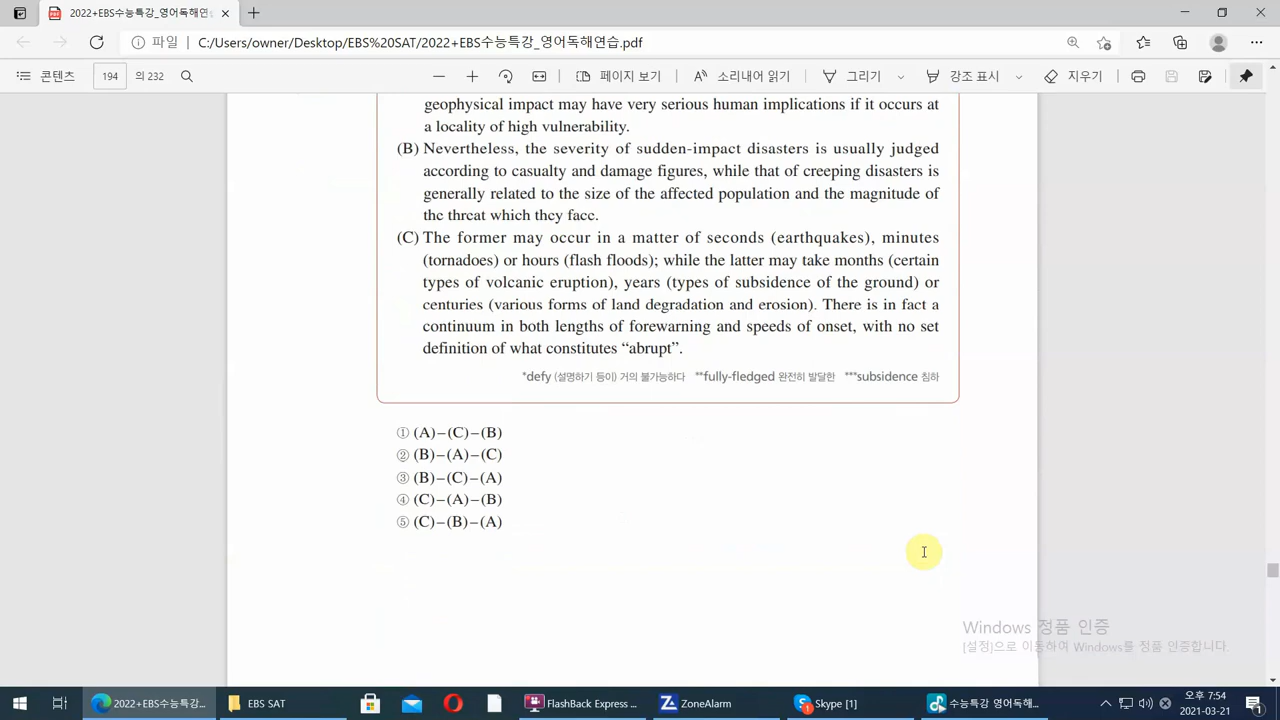 2022+EBS수능특강_영어독해연습
파일 C:/Users/owner/Desktop/EBS%20SAT/2022+EBS수능특강_영어독해연습.pdf
콘텐츠 194 의 232 페이지 보기 소리내어 읽기 그리기 강조 표시 지우기
geophysical impact may have very serious human implications if it occurs at
a locality of high vulnerability.
(B) Nevertheless, the severity of sudden-impact disasters is usually judged
according to casualty and damage figures, while that of creeping disasters is
generally related to the size of the affected population and the magnitude of
the threat which they face.
(C) The former may occur in a matter of seconds (earthquakes), minutes
(tornadoes) or hours (flash floods); while the latter may take months (certain
types of volcanic eruption), years (types of subsidence of the ground) or
centuries (various forms of land degradation and erosion). There is in fact a
continuum in both lengths of forewarning and speeds of onset, with no set
definition of what constitutes “abrupt”.
*defy (설명하기 등이) 거의 불가능하다 **fully-fledged 완전히 발달한 ***subsidence 침하
① (A)–(C)–(B)
② (B)–(A)–(C)
③ (B)–(C)–(A)
④ (C)–(A)–(B)
⑤ (C)–(B)–(A)
Windows 정품 인증
[설정]으로 이동하여 Windows를 정품 인증합니다.
2022+EBS수능특강_... EBS SAT FlashBack Express ... ZoneAlarm Skype [1] 수능특강 영어독해... 오후 7:54
2021-03-21